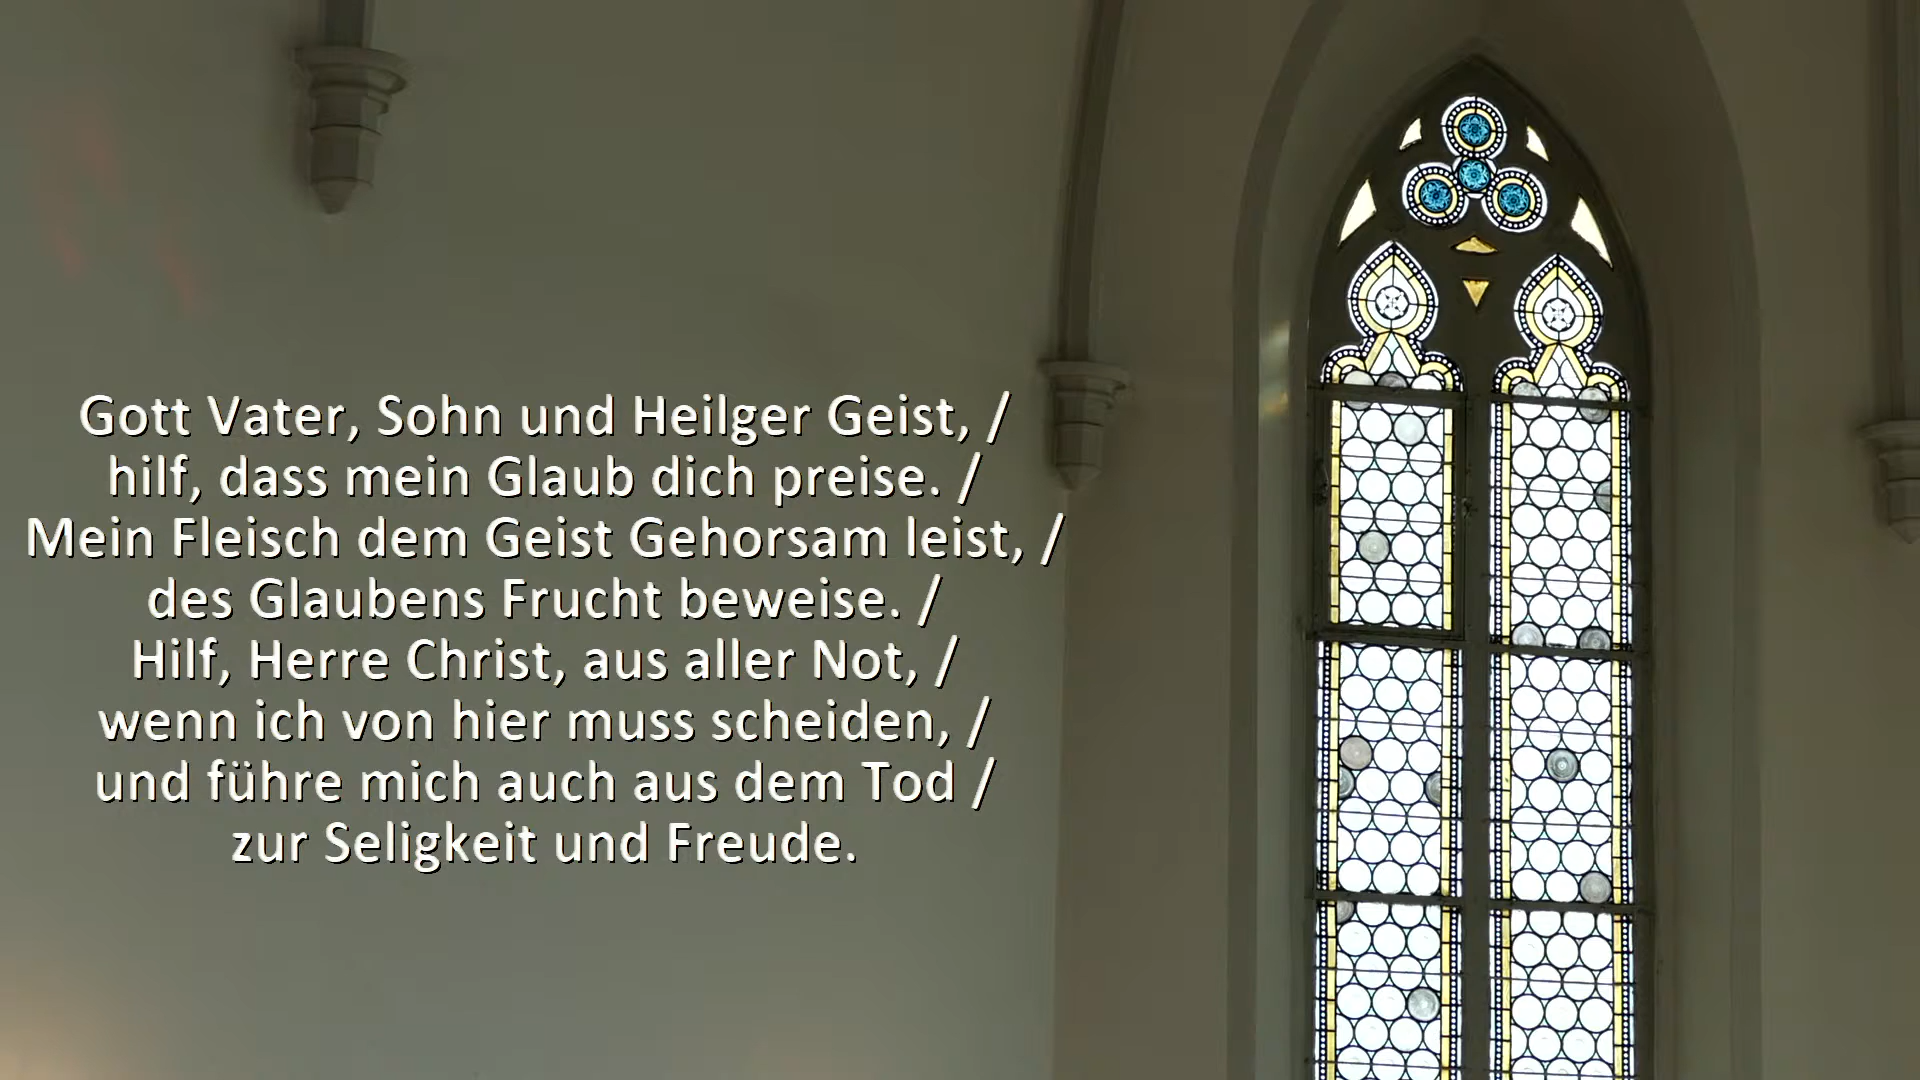 Gott Vater, Sohn und Heilger Geist, /
hilf, dass mein Glaub dich preise. /
Mein Fleisch dem Geist Gehorsam leist, /
des Glaubens Frucht beweise. /
Hilf, Herre Christ, aus aller Not, /
wenn ich von hier muss scheiden, /
und führe mich auch aus dem Tod /
zur Seligkeit und Freude.